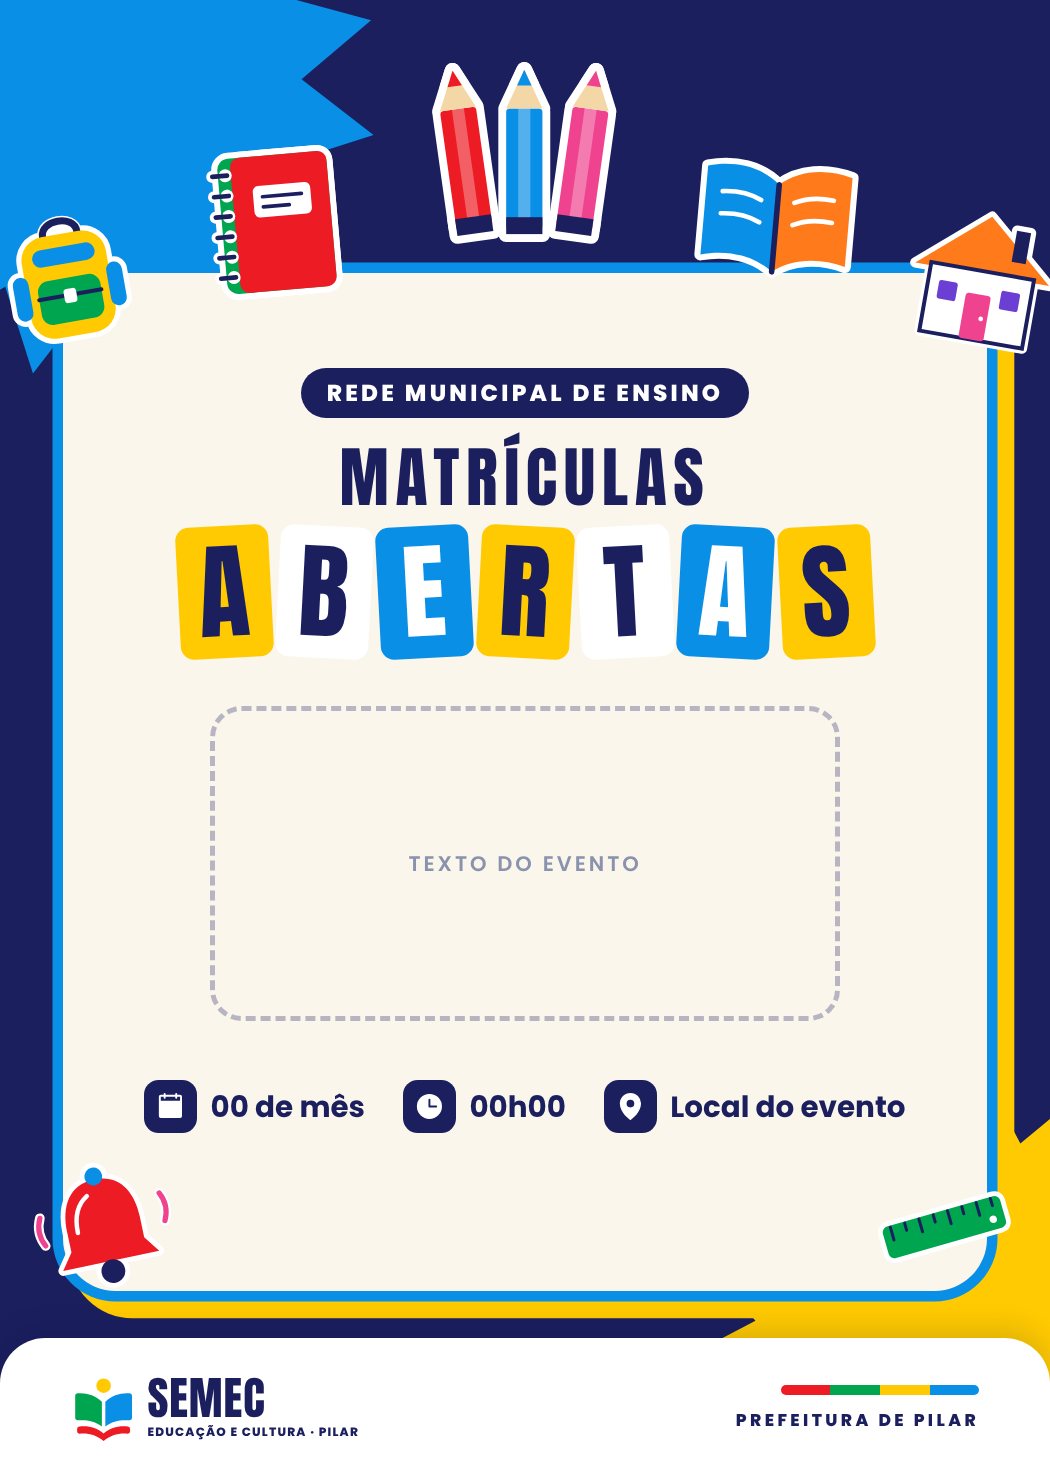 REDE MUNICIPAL DE ENSINO
MATRÍCULAS
ABERTAS
TEXTO DO EVENTO
00 de mês 00h00 Local do evento
SEMEC
EDUCAÇÃO E CULTURA · PILAR
PREFEITURA DE PILAR